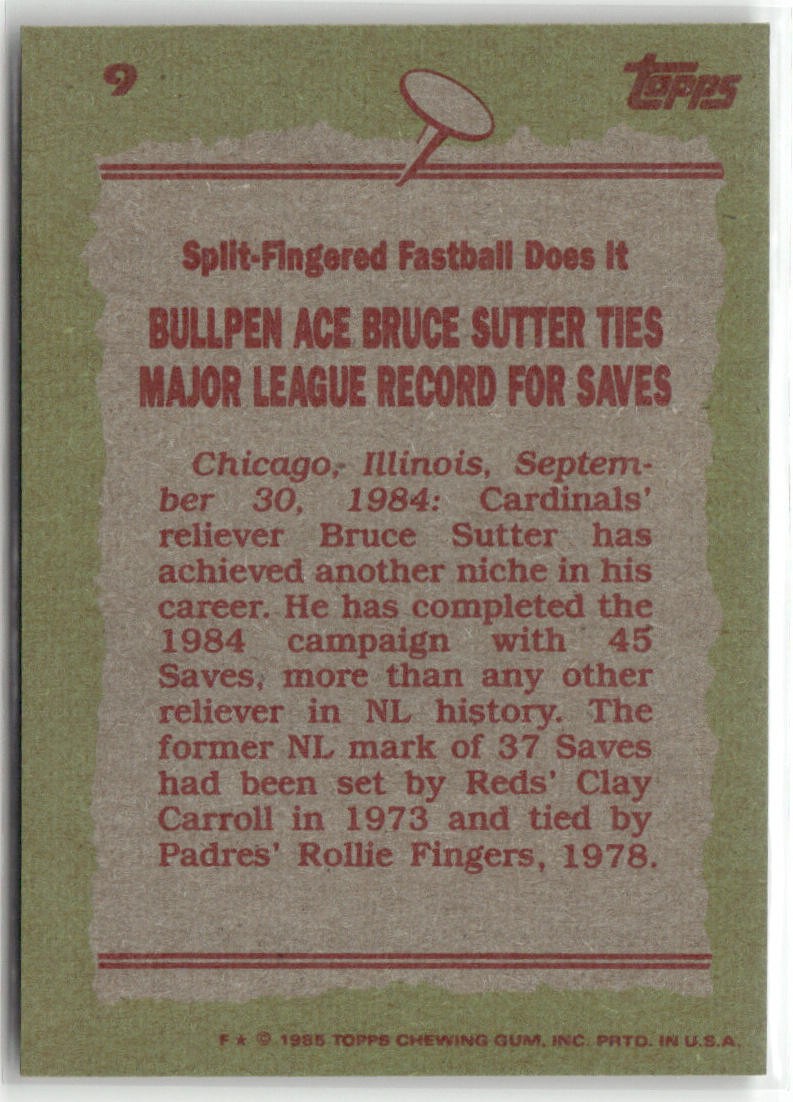 9
TOPPS
Split-Fingered Fastball Does It
BULLPEN ACE BRUCE SUTTER TIES
MAJOR LEAGUE RECORD FOR SAVES
Chicago, Illinois, Septem-
ber 30, 1984: Cardinals'
reliever Bruce Sutter has
achieved another niche in his
career. He has completed the
1984 campaign with 45
Saves, more than any other
reliever in NL history. The
former NL mark of 37 Saves
had been set by Reds' Clay
Carroll in 1973 and tied by
Padres' Rollie Fingers, 1978.
F ★ © 1985 TOPPS CHEWING GUM, INC. PRTD. IN U.S.A.